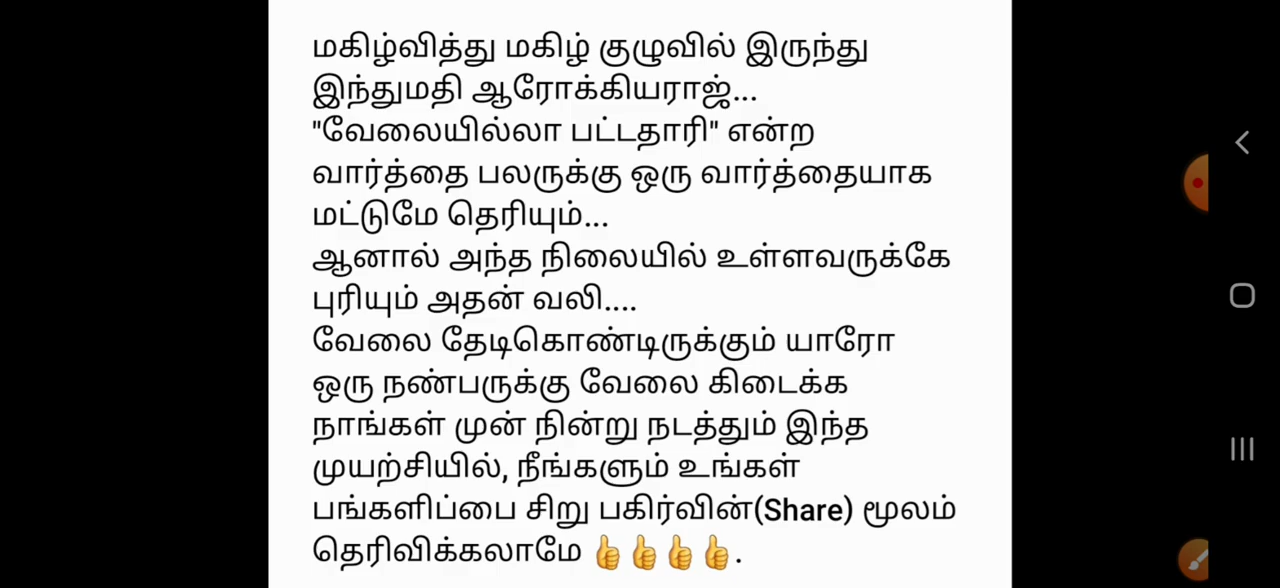 மகிழ்வித்து மகிழ் குழுவில் இருந்து
இந்துமதி ஆரோக்கியராஜ்...
"வேலையில்லா பட்டதாரி" என்ற
வார்த்தை பலருக்கு ஒரு வார்த்தையாக
மட்டுமே தெரியும்...
ஆனால் அந்த நிலையில் உள்ளவருக்கே
புரியும் அதன் வலி....
வேலை தேடிகொண்டிருக்கும் யாரோ
ஒரு நண்பருக்கு வேலை கிடைக்க
நாங்கள் முன் நின்று நடத்தும் இந்த
முயற்சியில், நீங்களும் உங்கள்
பங்களிப்பை சிறு பகிர்வின்(Share) மூலம்
தெரிவிக்கலாமே 👍👍👍👍.